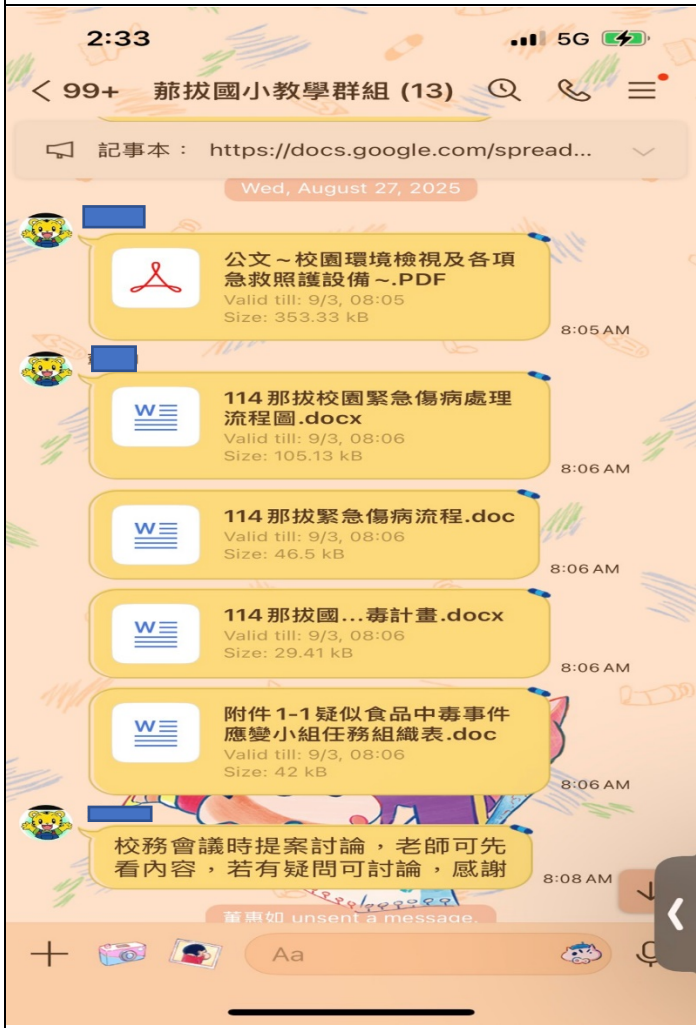 2:33
5G
99+ 蔀拔國小教學群組 (13)
記事本： https://docs.google.com/spread...
Wed, August 27, 2025
公文~校園環境檢視及各項
急救照護設備~.PDF
Valid till: 9/3, 08:05
Size: 353.33 kB
8:05 AM
114那拔校園緊急傷病處理
流程圖.docx
Valid till: 9/3, 08:06
Size: 105.13 kB
8:06 AM
114那拔緊急傷病流程.doc
Valid till: 9/3, 08:06
Size: 46.5 kB
8:06 AM
114那拔國...毒計畫.docx
Valid till: 9/3, 08:06
Size: 29.41 kB
8:06 AM
附件1-1疑似食品中毒事件
應變小組任務組織表.doc
Valid till: 9/3, 08:06
Size: 42 kB
8:06 AM
校務會議時提案討論，老師可先
看內容，若有疑問可討論，感謝
8:08 AM
董惠如 unsent a message.
Aa